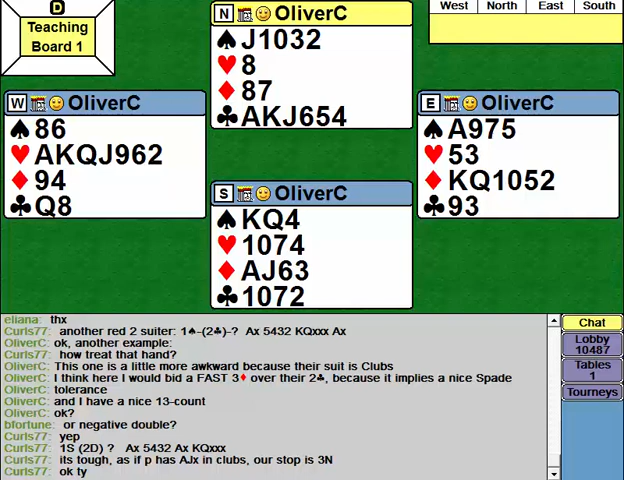 D
Teaching
Board 1
N OliverC
♠J1032
♥8
♦87
♣AKJ654
West North East South
W OliverC
♠86
♥AKQJ962
♦94
♣Q8
E OliverC
♠A975
♥53
♦KQ1052
♣93
S OliverC
♠KQ4
♥1074
♦AJ63
♣1072
eliana: thx
Curls77: another red 2 suiter: 1♠-(2♣)-? Ax 5432 KQxxx Ax
OliverC: ok, another example:
Curls77: how treat that hand?
OliverC: This one is a little more awkward because their suit is Clubs
OliverC: I think here I would bid a FAST 3♦ over their 2♣, because it implies a nice Spade
OliverC: tolerance
OliverC: and I have a nice 13-count
OliverC: ok?
bfortune: or negative double?
Curls77: yep
Curls77: 1S (2D) ? Ax 5432 Ax KQxxx
Curls77: its tough, as if p has AJx in clubs, our stop is 3N
Curls77: ok ty
Chat
Lobby
10487
Tables
1
Tourneys